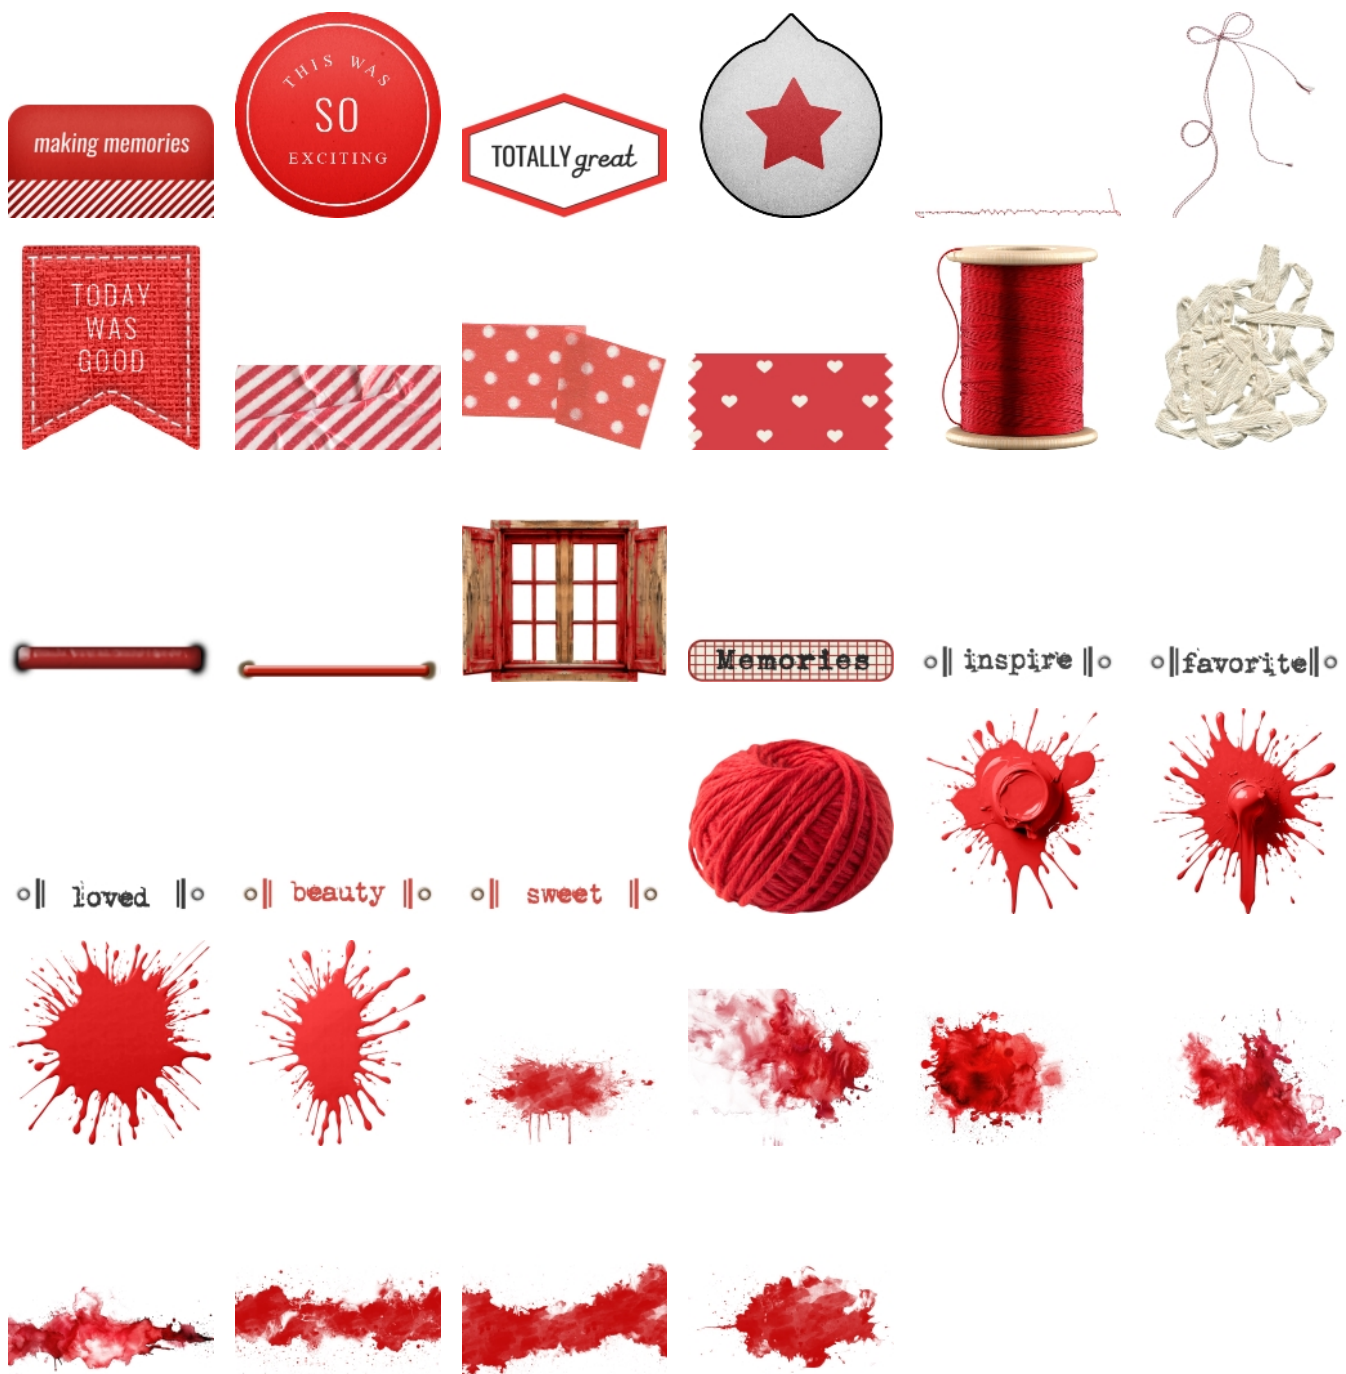 making memories
THIS WAS
SO
EXCITING
TOTALLY great
TODAY
WAS
GOOD
Memories
inspire
favorite
loved
beauty
sweet